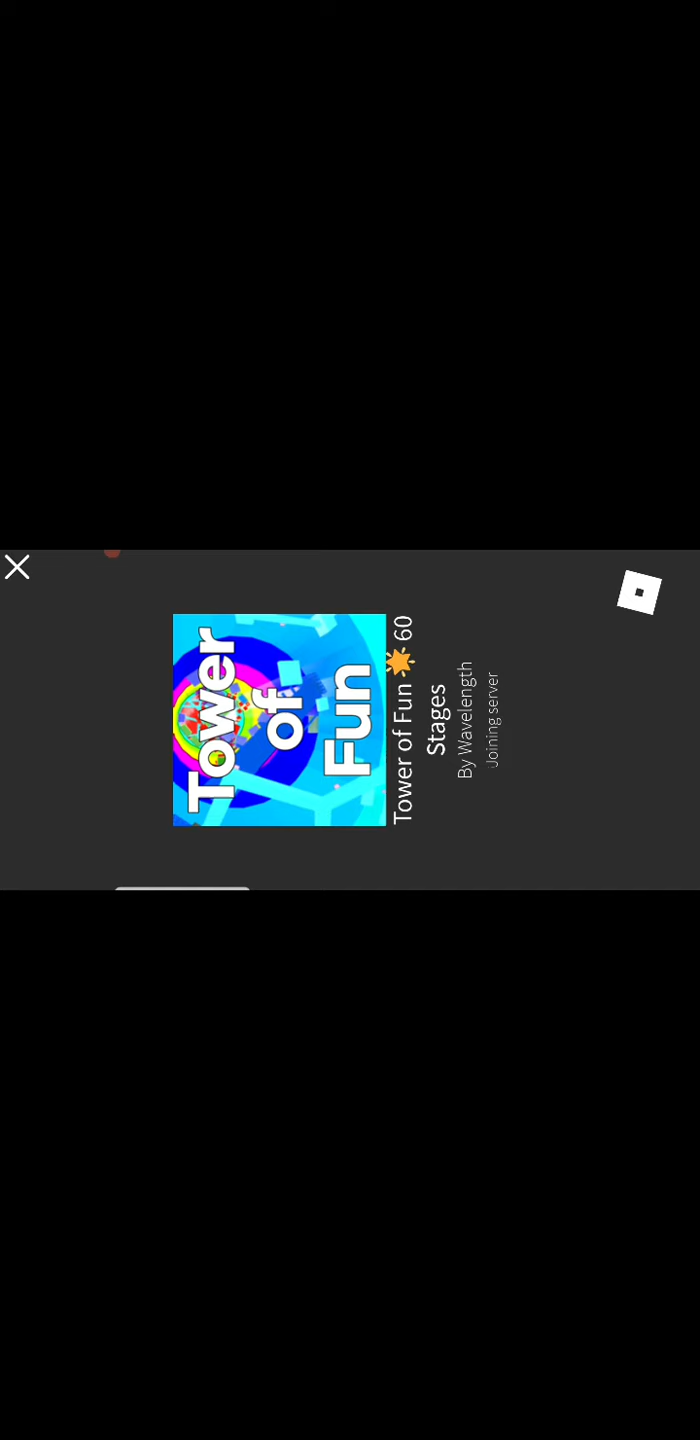 Tower
of
Fun
Tower of Fun 🌟 60
Stages
By Wavelength
Joining server